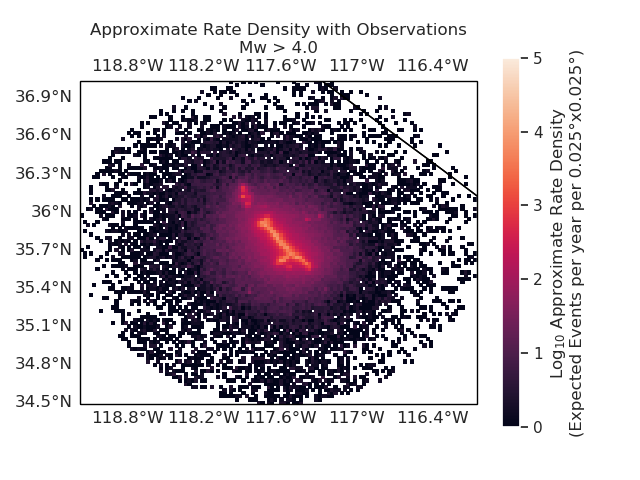 Approximate Rate Density with Observations
Mw > 4.0
118.8°W 118.2°W 117.6°W 117°W 116.4°W
36.9°N
36.6°N
36.3°N
36°N
35.7°N
35.4°N
35.1°N
34.8°N
34.5°N
118.8°W 118.2°W 117.6°W 117°W 116.4°W
5
4
3
2
1
0
Log₁₀ Approximate Rate Density
(Expected Events per year per 0.025°x0.025°)